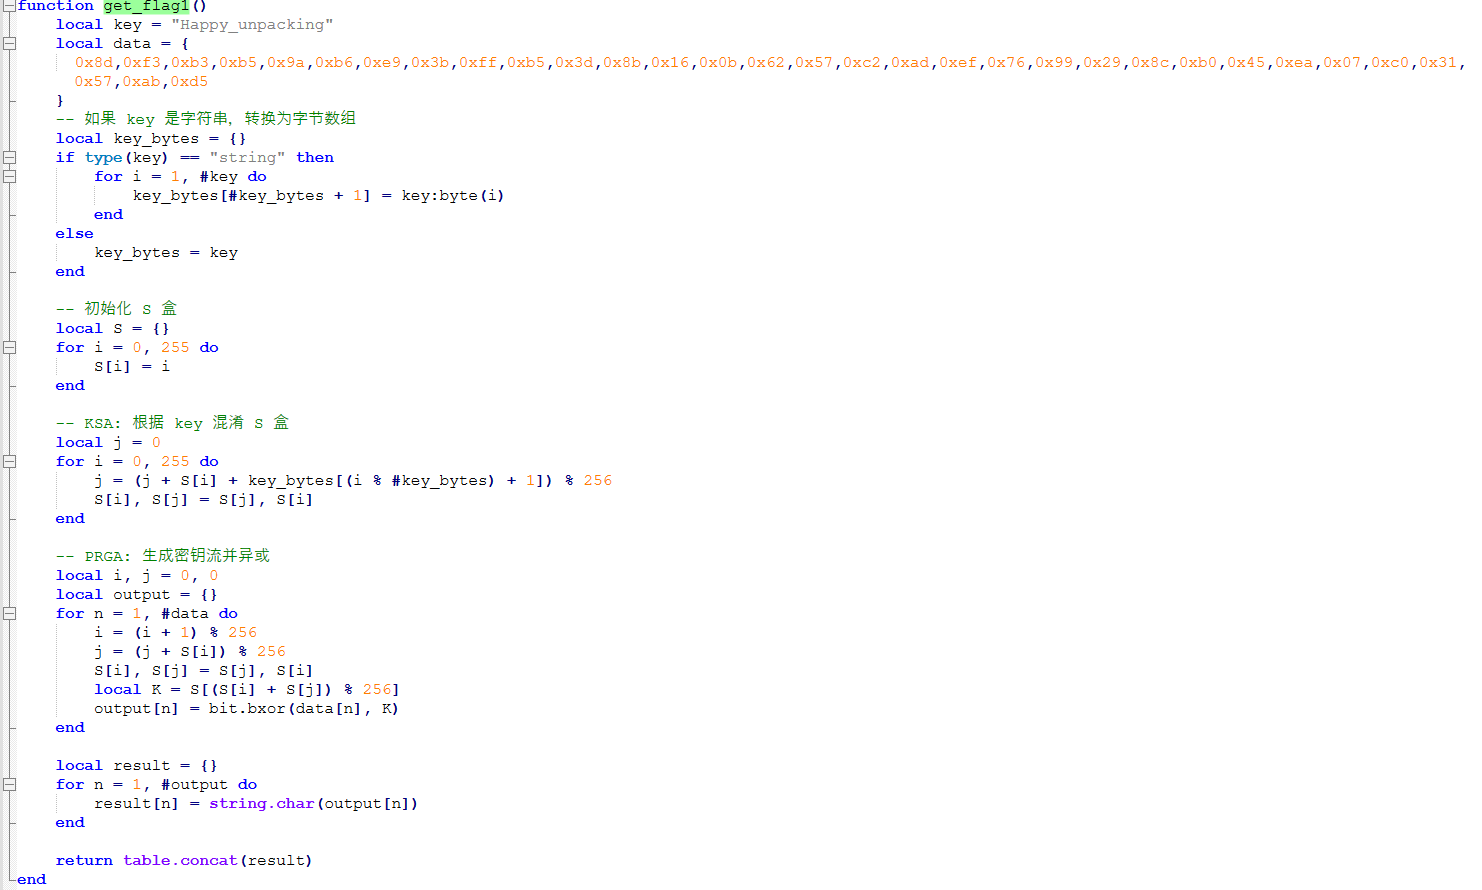 function get_flag1()
    local key = "Happy_unpacking"
    local data = {
      0x8d,0xf3,0xb3,0xb5,0x9a,0xb6,0xe9,0x3b,0xff,0xb5,0x3d,0x8b,0x16,0x0b,0x62,0x57,0xc2,0xad,0xef,0x76,0x99,0x29,0x8c,0xb0,0x45,0xea,0x07,0xc0,0x31,
      0x57,0xab,0xd5
    }
    -- 如果 key 是字符串，转换为字节数组
    local key_bytes = {}
    if type(key) == "string" then
        for i = 1, #key do
            key_bytes[#key_bytes + 1] = key:byte(i)
        end
    else
        key_bytes = key
    end
    -- 初始化 S 盒
    local S = {}
    for i = 0, 255 do
        S[i] = i
    end
    -- KSA: 根据 key 混淆 S 盒
    local j = 0
    for i = 0, 255 do
        j = (j + S[i] + key_bytes[(i % #key_bytes) + 1]) % 256
        S[i], S[j] = S[j], S[i]
    end
    -- PRGA: 生成密钥流并异或
    local i, j = 0, 0
    local output = {}
    for n = 1, #data do
        i = (i + 1) % 256
        j = (j + S[i]) % 256
        S[i], S[j] = S[j], S[i]
        local K = S[(S[i] + S[j]) % 256]
        output[n] = bit.bxor(data[n], K)
    end
    local result = {}
    for n = 1, #output do
        result[n] = string.char(output[n])
    end
    return table.concat(result)
end